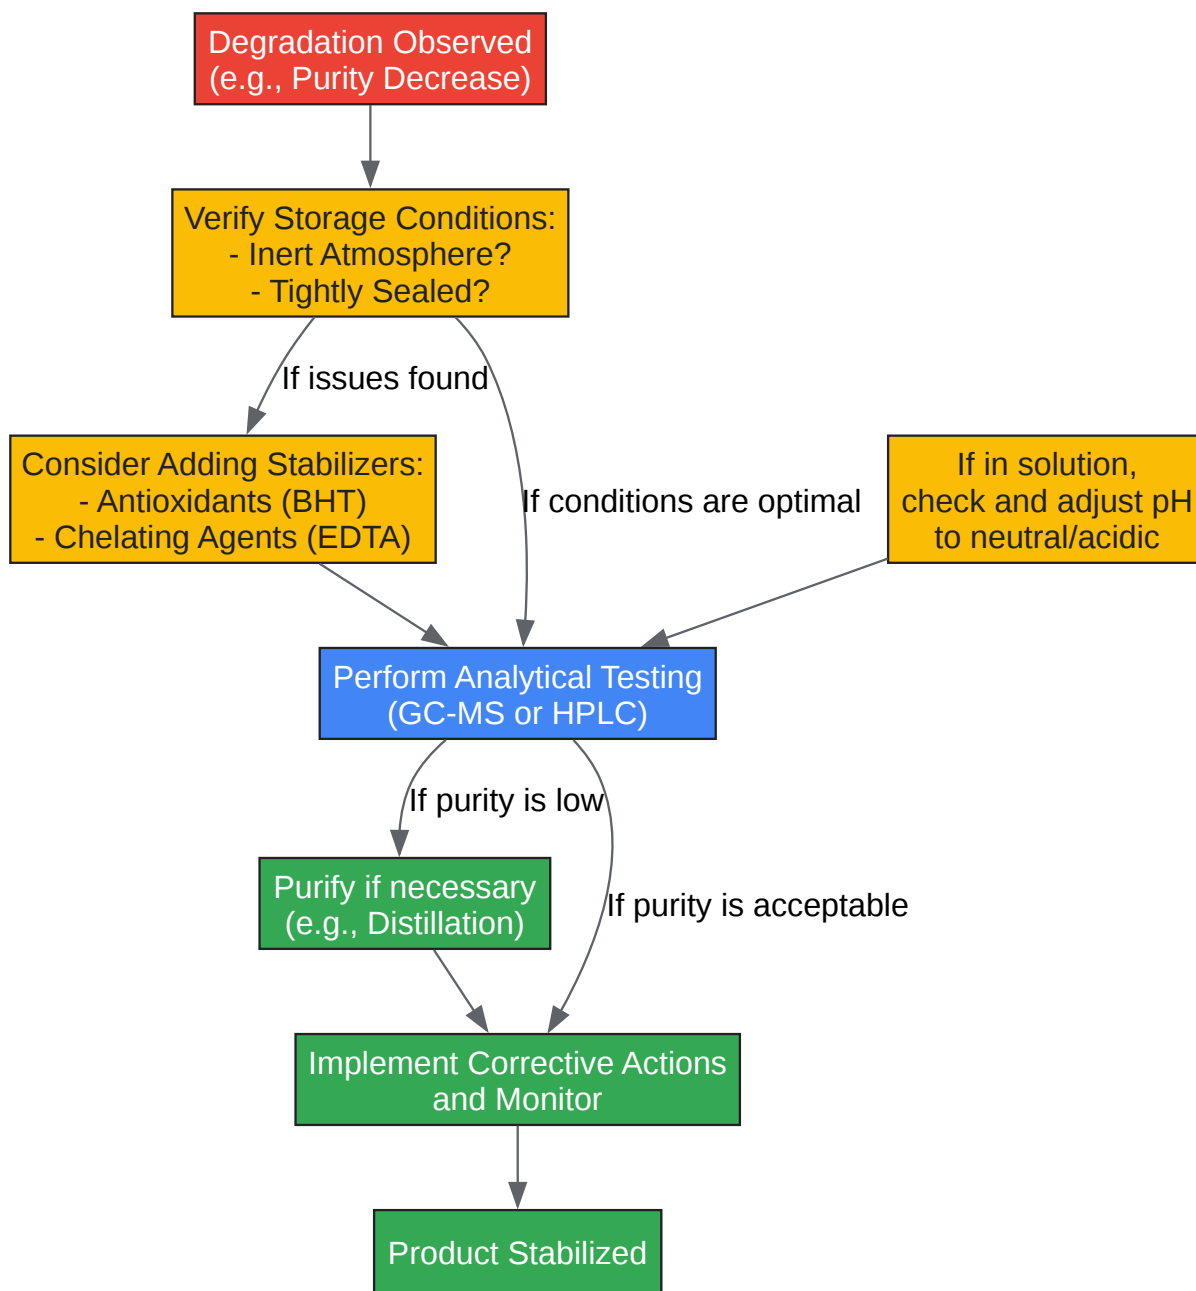 Degradation Observed
(e.g., Purity Decrease)
Verify Storage Conditions:
- Inert Atmosphere?
- Tightly Sealed?
If issues found
Consider Adding Stabilizers:
- Antioxidants (BHT)
- Chelating Agents (EDTA)
If conditions are optimal
If in solution,
check and adjust pH
to neutral/acidic
Perform Analytical Testing
(GC-MS or HPLC)
If purity is low
Purify if necessary
(e.g., Distillation)
If purity is acceptable
Implement Corrective Actions
and Monitor
Product Stabilized